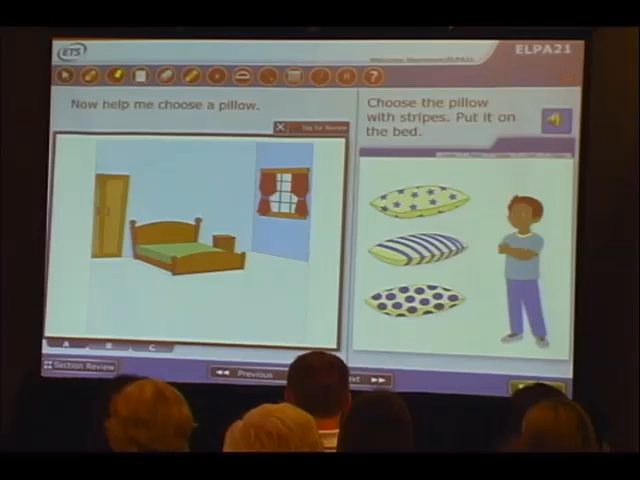 ETS
ELPA21
Now help me choose a pillow.
Choose the pillow
with stripes. Put it on
the bed.
A
B
C
Section Review
Previous